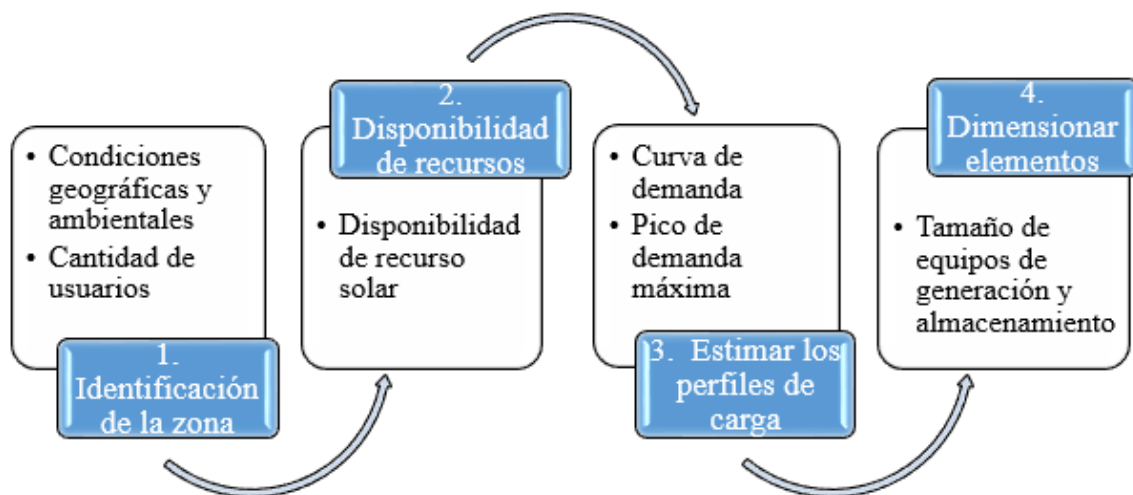 • Condiciones
geográficas y
ambientales
• Cantidad de
usuarios
1.
Identificación
de la zona
2.
Disponibilidad
de recursos
• Disponibilidad
de recurso
solar
• Curva de
demanda
• Pico de
demanda
máxima
3. Estimar los
perfiles de
carga
4.
Dimensionar
elementos
• Tamaño de
equipos de
generación y
almacenamiento